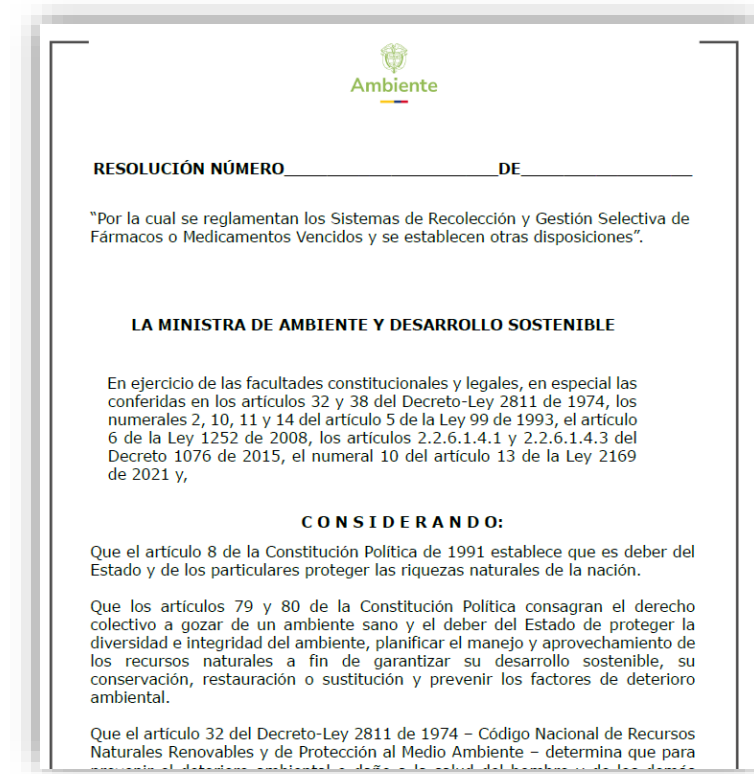 Ambiente
RESOLUCIÓN NÚMERO_________________________DE____________________
“Por la cual se reglamentan los Sistemas de Recolección y Gestión Selectiva de
Fármacos o Medicamentos Vencidos y se establecen otras disposiciones”.
LA MINISTRA DE AMBIENTE Y DESARROLLO SOSTENIBLE
En ejercicio de las facultades constitucionales y legales, en especial las
conferidas en los artículos 32 y 38 del Decreto-Ley 2811 de 1974, los
numerales 2, 10, 11 y 14 del artículo 5 de la Ley 99 de 1993, el artículo
6 de la Ley 1252 de 2008, los artículos 2.2.6.1.4.1 y 2.2.6.1.4.3 del
Decreto 1076 de 2015, el numeral 10 del artículo 13 de la Ley 2169
de 2021 y,
C O N S I D E R A N D O:
Que el artículo 8 de la Constitución Política de 1991 establece que es deber del
Estado y de los particulares proteger las riquezas naturales de la nación.
Que los artículos 79 y 80 de la Constitución Política consagran el derecho
colectivo a gozar de un ambiente sano y el deber del Estado de proteger la
diversidad e integridad del ambiente, planificar el manejo y aprovechamiento de
los recursos naturales a fin de garantizar su desarrollo sostenible, su
conservación, restauración o sustitución y prevenir los factores de deterioro
ambiental.
Que el artículo 32 del Decreto-Ley 2811 de 1974 – Código Nacional de Recursos
Naturales Renovables y de Protección al Medio Ambiente – determina que para